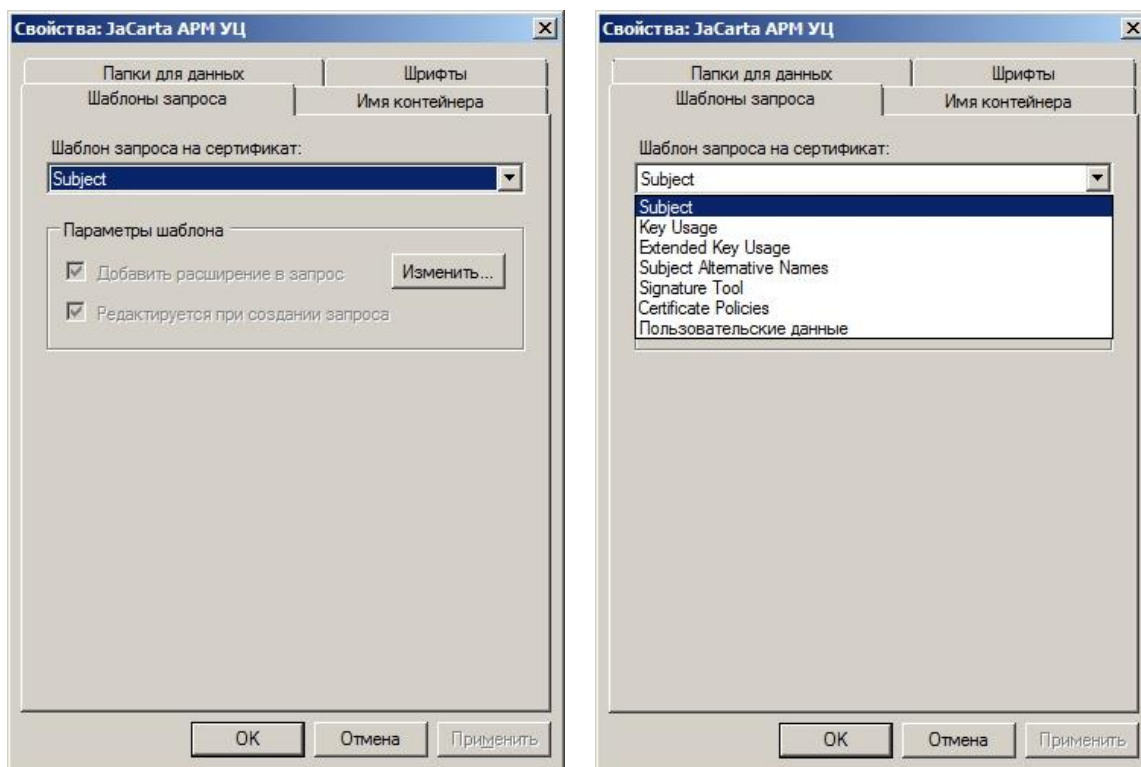 Свойства: JaCarta АРМ УЦ
Папки для данных
Шрифты
Шаблоны запроса
Имя контейнера
Шаблон запроса на сертификат:
Subject
Параметры шаблона
Добавить расширение в запрос
Изменить...
Редактируется при создании запроса
OK
Отмена
Применить
Свойства: JaCarta АРМ УЦ
Папки для данных
Шрифты
Шаблоны запроса
Имя контейнера
Шаблон запроса на сертификат:
Subject
Subject
Key Usage
Extended Key Usage
Subject Alternative Names
Signature Tool
Certificate Policies
Пользовательские данные
OK
Отмена
Применить